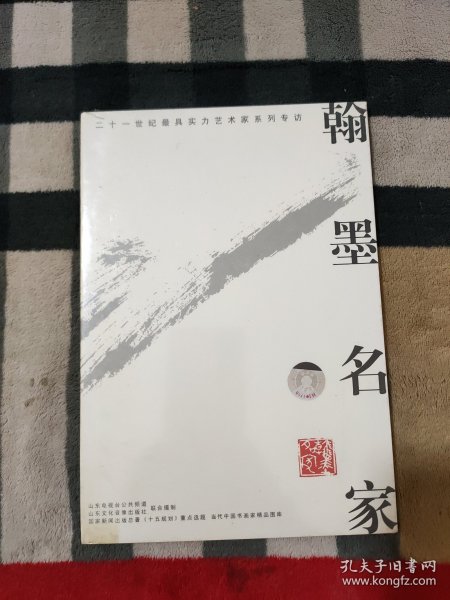 二十一世纪最具实力艺术家系列专访
翰墨名家
山东电视台公共频道
山东文化音像出版社
联合摄制
国家新闻出版总署《十五规划》重点选题 当代中国书画家精品图库
孔夫子旧书网
www.kongfz.com